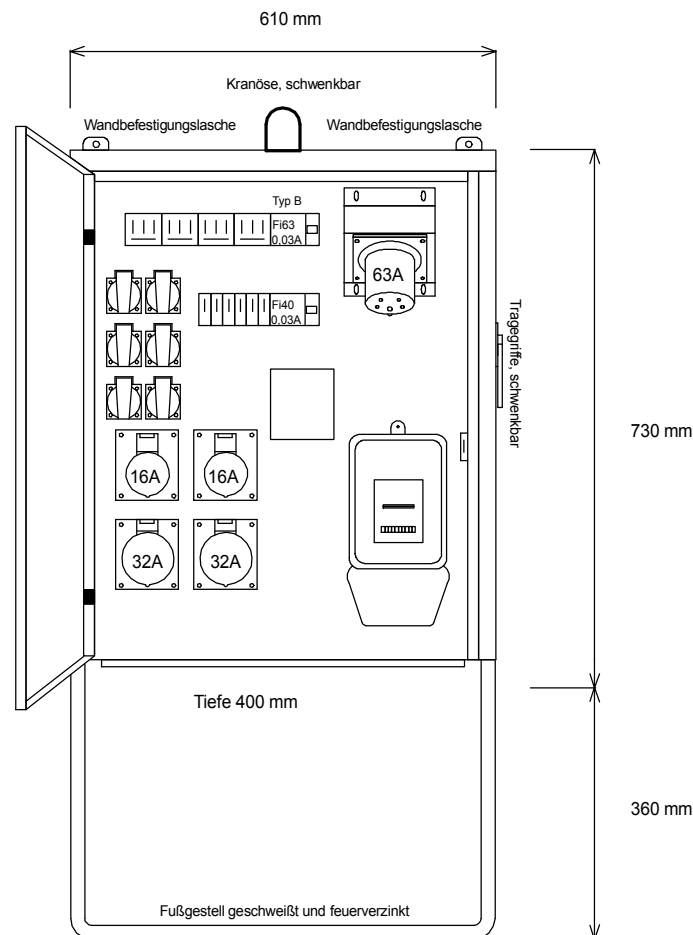 610 mm
Kranöse, schwenkbar
Wandbefestigungslasche
Wandbefestigungslasche
Typ B
Fi63
0,03A
63A
Fi40
0,03A
Tragegriffe, schwenkbar
730 mm
16A
16A
32A
32A
Tiefe 400 mm
360 mm
Fußgestell geschweißt und feuerverzinkt